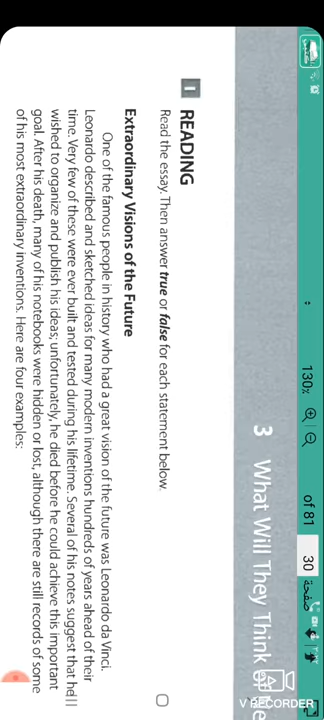 صفحة 30 of 81 130%
3 What Will They Think
1 READING
Read the essay. Then answer true or false for each statement below.
Extraordinary Visions of the Future
One of the famous people in history who had a great vision of the future was Leonardo da Vinci.
Leonardo described and sketched ideas for many modern inventions hundreds of years ahead of their
time. Very few of these were ever built and tested during his lifetime. Several of his notes suggest that he
wished to organize and publish his ideas; unfortunately, he died before he could achieve this important
goal. After his death, many of his notebooks were hidden or lost, although there are still records of some
of his most extraordinary inventions. Here are four examples:
V RECORDER